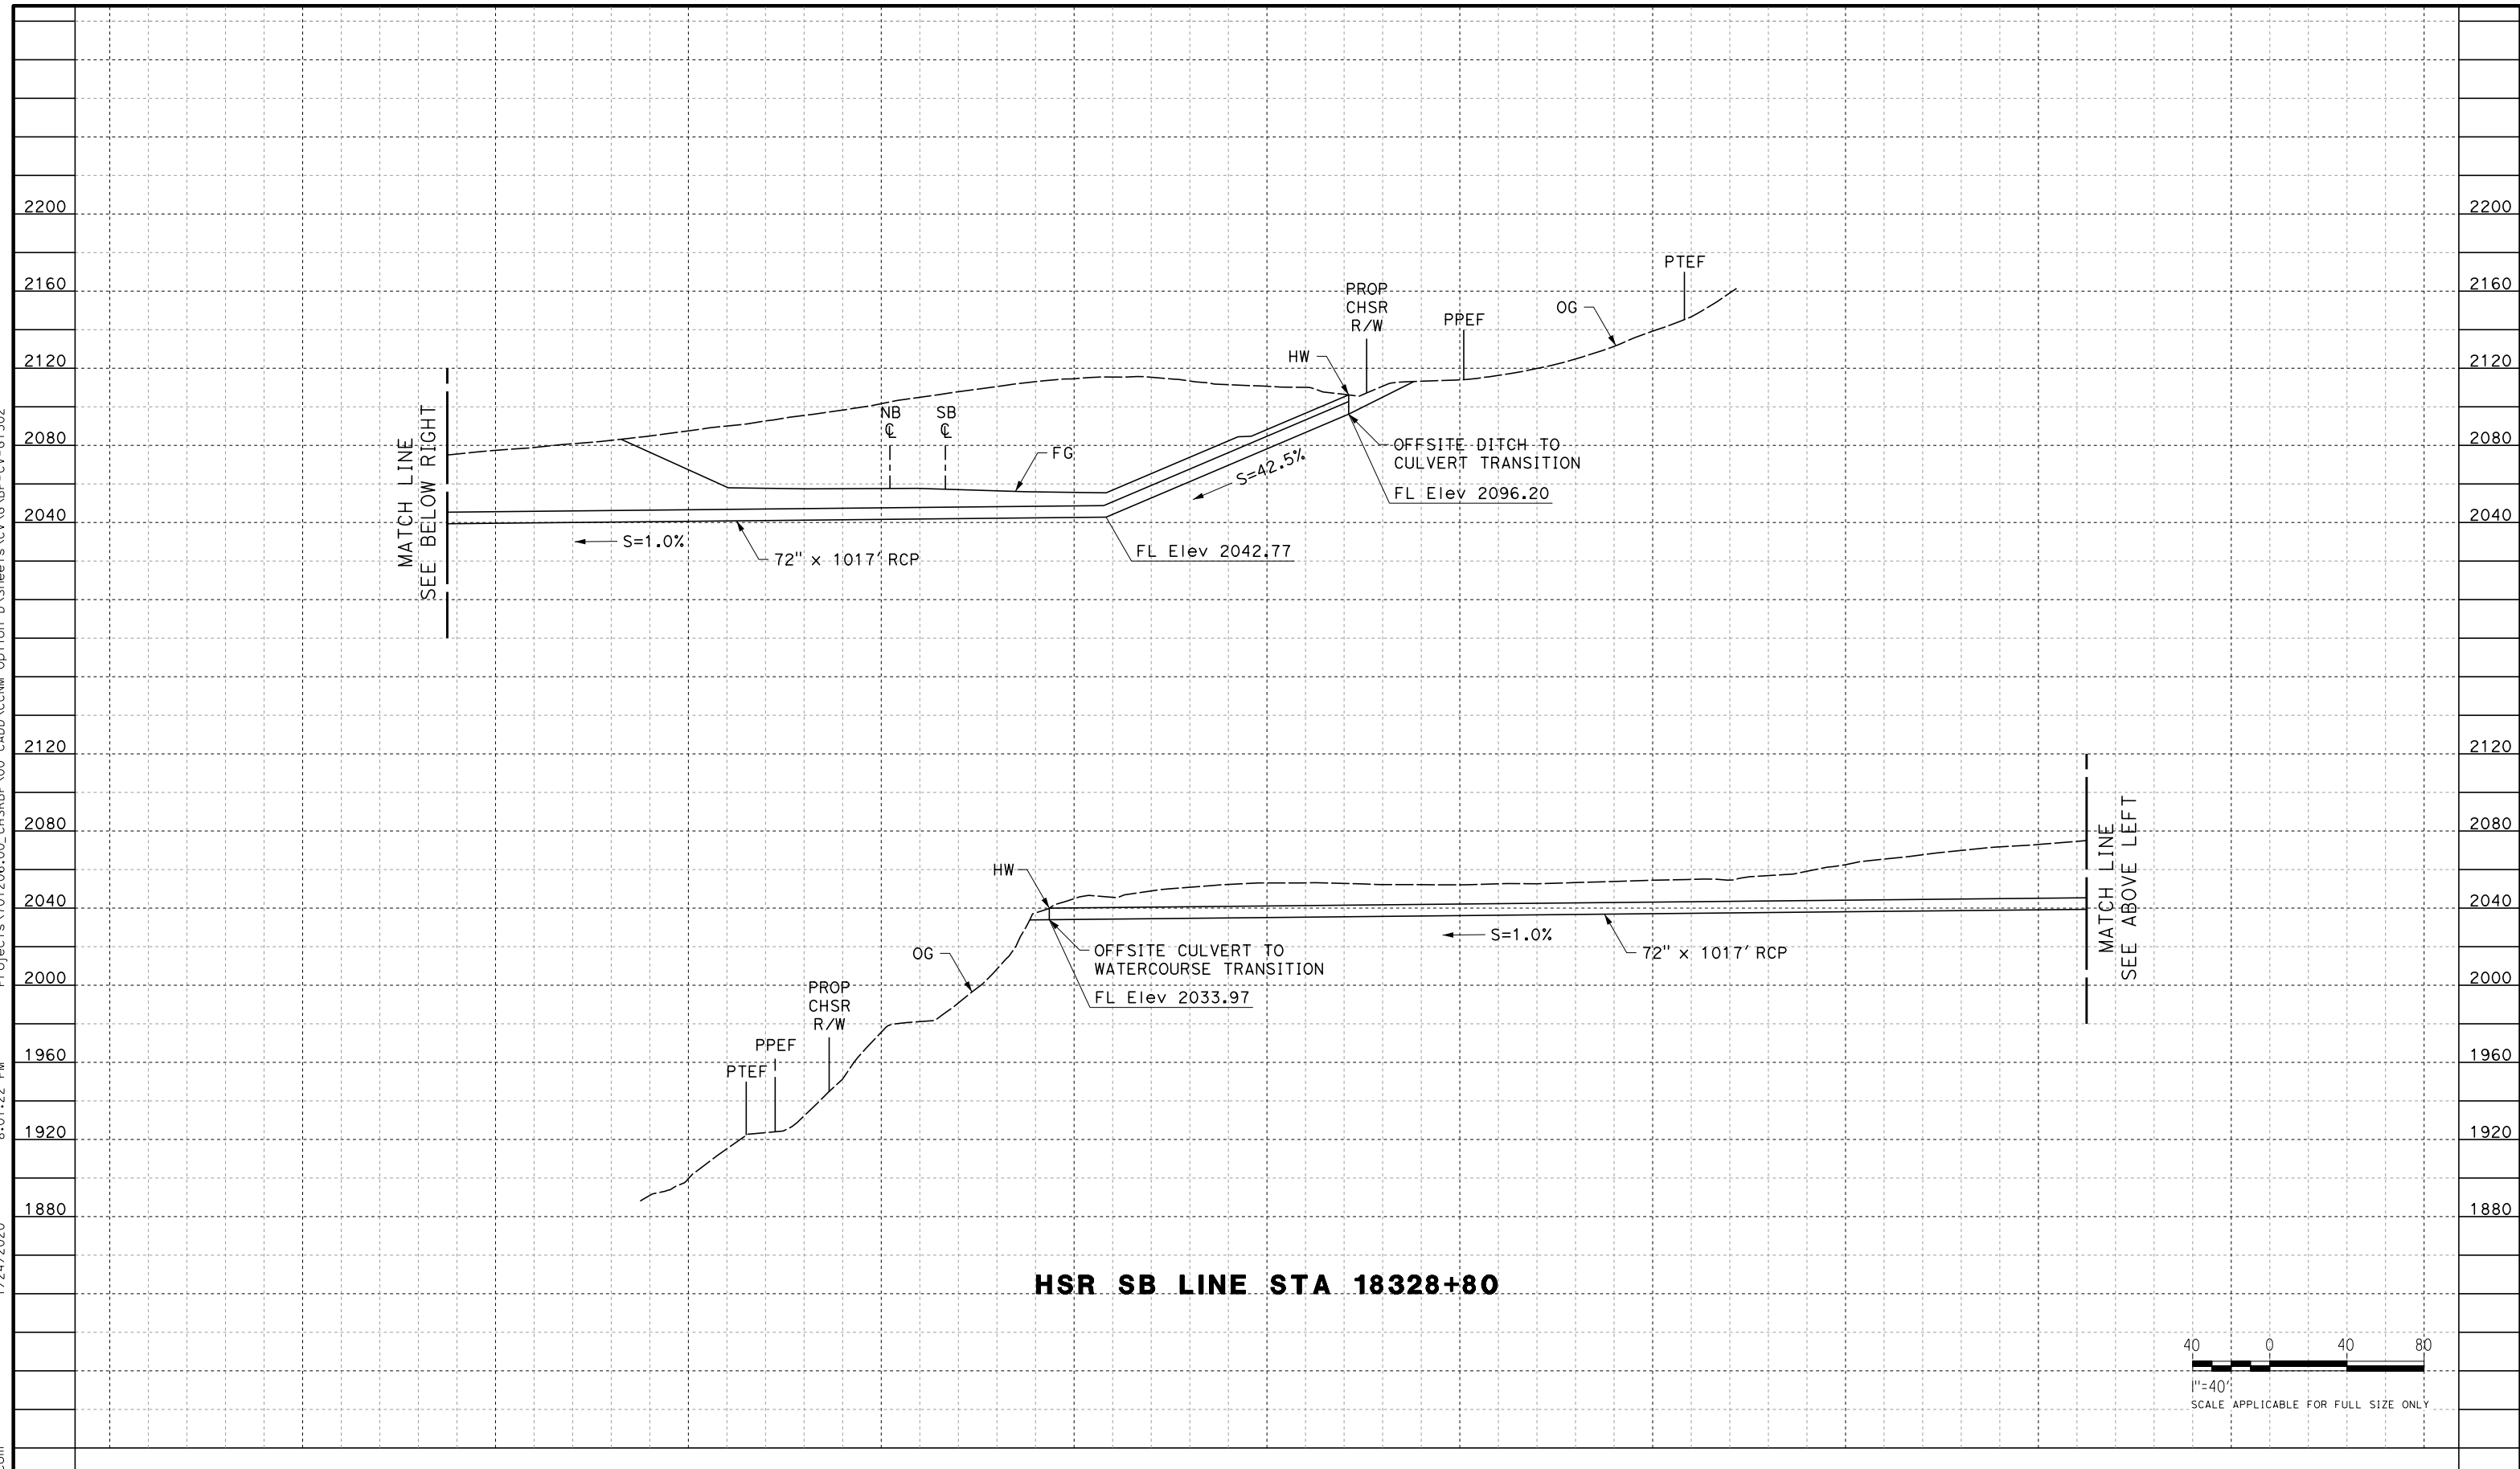 2200
2200
PTEF
2160
2160
PROP
CHSR
R/W
OG
PPEF
2120
HW
2120
MATCH LINE
SEE BELOW RIGHT
NB
℄
SB
℄
FG
2080
2080
OFFSITE DITCH TO
CULVERT TRANSITION
S=42.5%
FL Elev 2096.20
2040
2040
S=1.0%
72" x 1017' RCP
FL Elev 2042.77
2120
2120
2080
2080
MATCH LINE
SEE ABOVE LEFT
HW
2040
2040
S=1.0%
72" x 1017' RCP
OG
OFFSITE CULVERT TO
WATERCOURSE TRANSITION
FL Elev 2033.97
2000
2000
PROP
CHSR
R/W
PPEF
1960
1960
PTEF
1920
1920
1880
1880
HSR SB LINE STA 18328+80
40 0 40 80
1"=40'
SCALE APPLICABLE FOR FULL SIZE ONLY